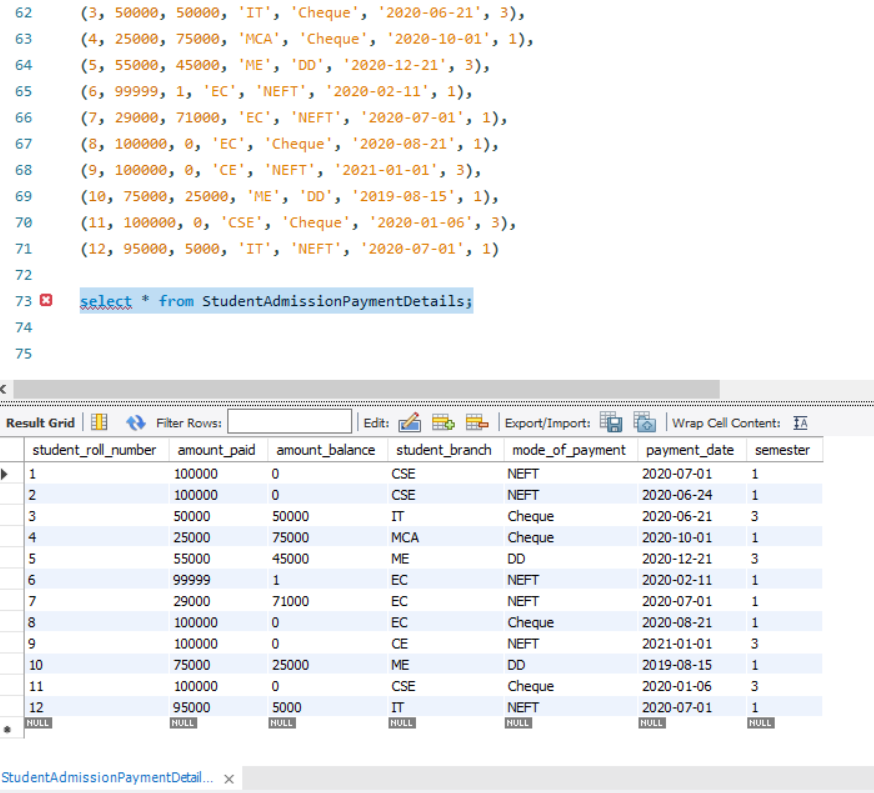 62 (3, 50000, 50000, 'IT', 'Cheque', '2020-06-21', 3),
63 (4, 25000, 75000, 'MCA', 'Cheque', '2020-10-01', 1),
64 (5, 55000, 45000, 'ME', 'DD', '2020-12-21', 3),
65 (6, 99999, 1, 'EC', 'NEFT', '2020-02-11', 1),
66 (7, 29000, 71000, 'EC', 'NEFT', '2020-07-01', 1),
67 (8, 100000, 0, 'EC', 'Cheque', '2020-08-21', 1),
68 (9, 100000, 0, 'CE', 'NEFT', '2021-01-01', 3),
69 (10, 75000, 25000, 'ME', 'DD', '2019-08-15', 1),
70 (11, 100000, 0, 'CSE', 'Cheque', '2020-01-06', 3),
71 (12, 95000, 5000, 'IT', 'NEFT', '2020-07-01', 1)
72
73 select * from StudentAdmissionPaymentDetails;
74
75
Result Grid Filter Rows: Edit: Export/Import: Wrap Cell Content: IA
student_roll_number amount_paid amount_balance student_branch mode_of_payment payment_date semester
1 100000 0 CSE NEFT 2020-07-01 1
2 100000 0 CSE NEFT 2020-06-24 1
3 50000 50000 IT Cheque 2020-06-21 3
4 25000 75000 MCA Cheque 2020-10-01 1
5 55000 45000 ME DD 2020-12-21 3
6 99999 1 EC NEFT 2020-02-11 1
7 29000 71000 EC NEFT 2020-07-01 1
8 100000 0 EC Cheque 2020-08-21 1
9 100000 0 CE NEFT 2021-01-01 3
10 75000 25000 ME DD 2019-08-15 1
11 100000 0 CSE Cheque 2020-01-06 3
12 95000 5000 IT NEFT 2020-07-01 1
NULL NULL NULL NULL NULL NULL NULL
StudentAdmissionPaymentDetail...